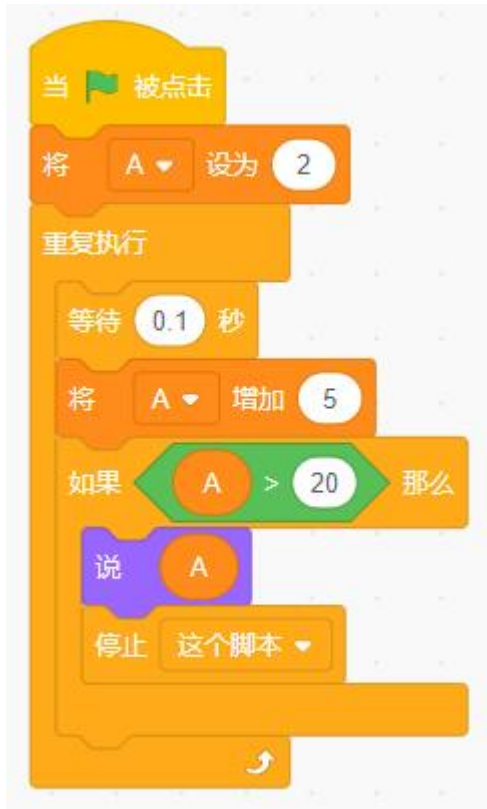 当 被点击
将 A 设为 2
重复执行
等待 0.1 秒
将 A 增加 5
如果 A > 20 那么
说 A
停止 这个脚本